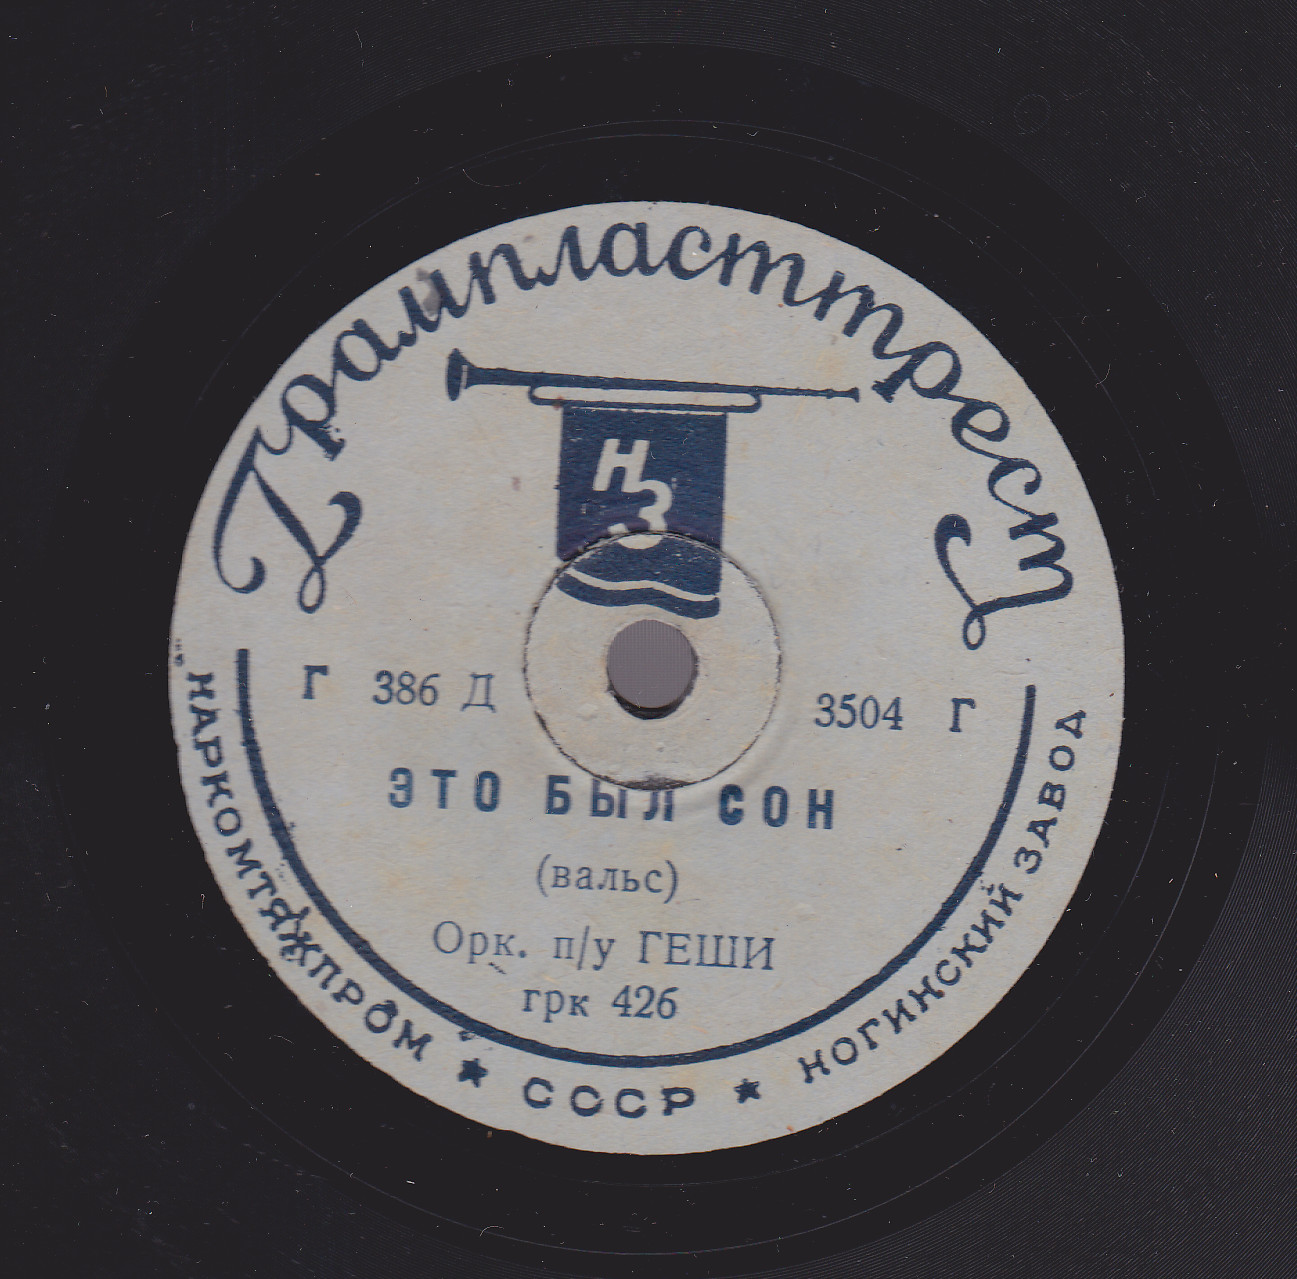 Грампласттрест
НЗ
Г 386 Д 3504 Г
ЭТО БЫЛ СОН
(вальс)
Орк. п/у ГЕШИ
грк 426
НАРКОМТЯЖПРОМ ★ СССР ★ НОГИНСКИЙ ЗАВОД